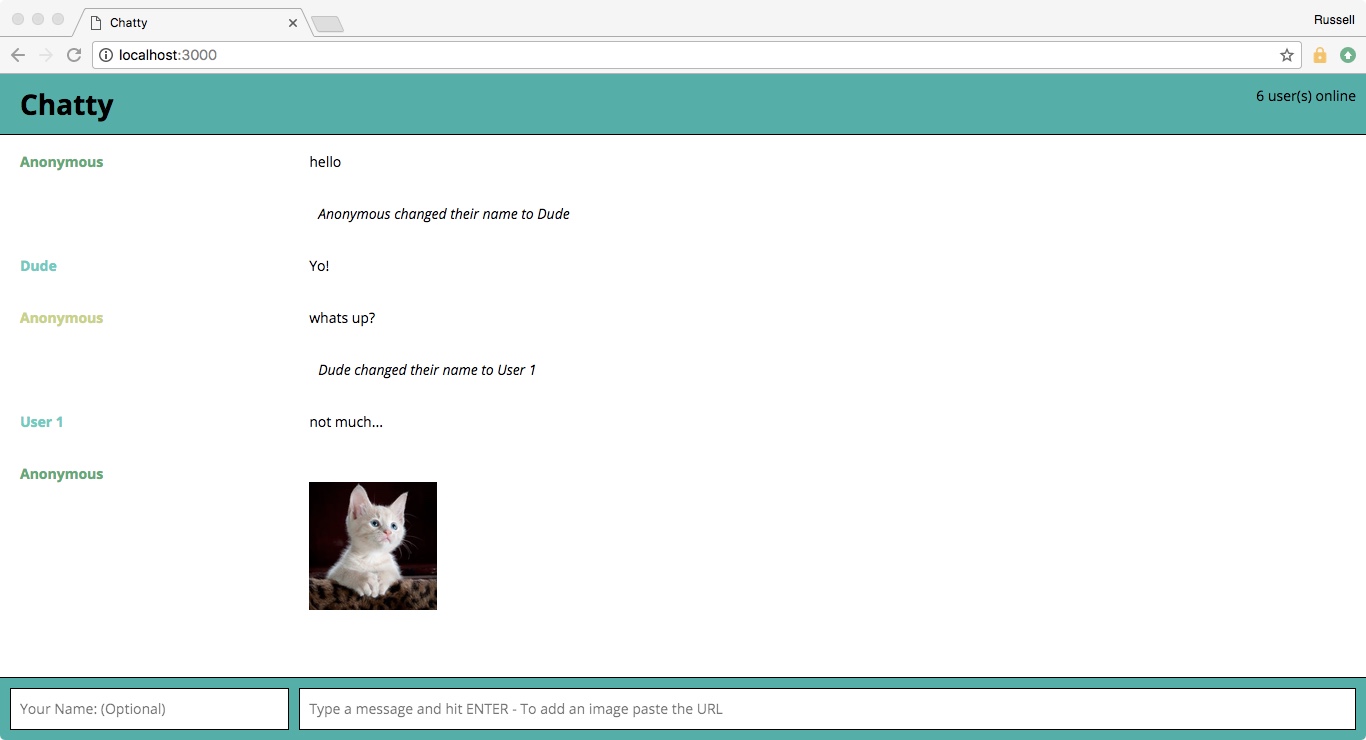 Chatty
Russell
localhost:3000
Chatty
6 user(s) online
Anonymous
hello
Anonymous changed their name to Dude
Dude
Yo!
Anonymous
whats up?
Dude changed their name to User 1
User 1
not much...
Anonymous
Your Name: (Optional)
Type a message and hit ENTER - To add an image paste the URL